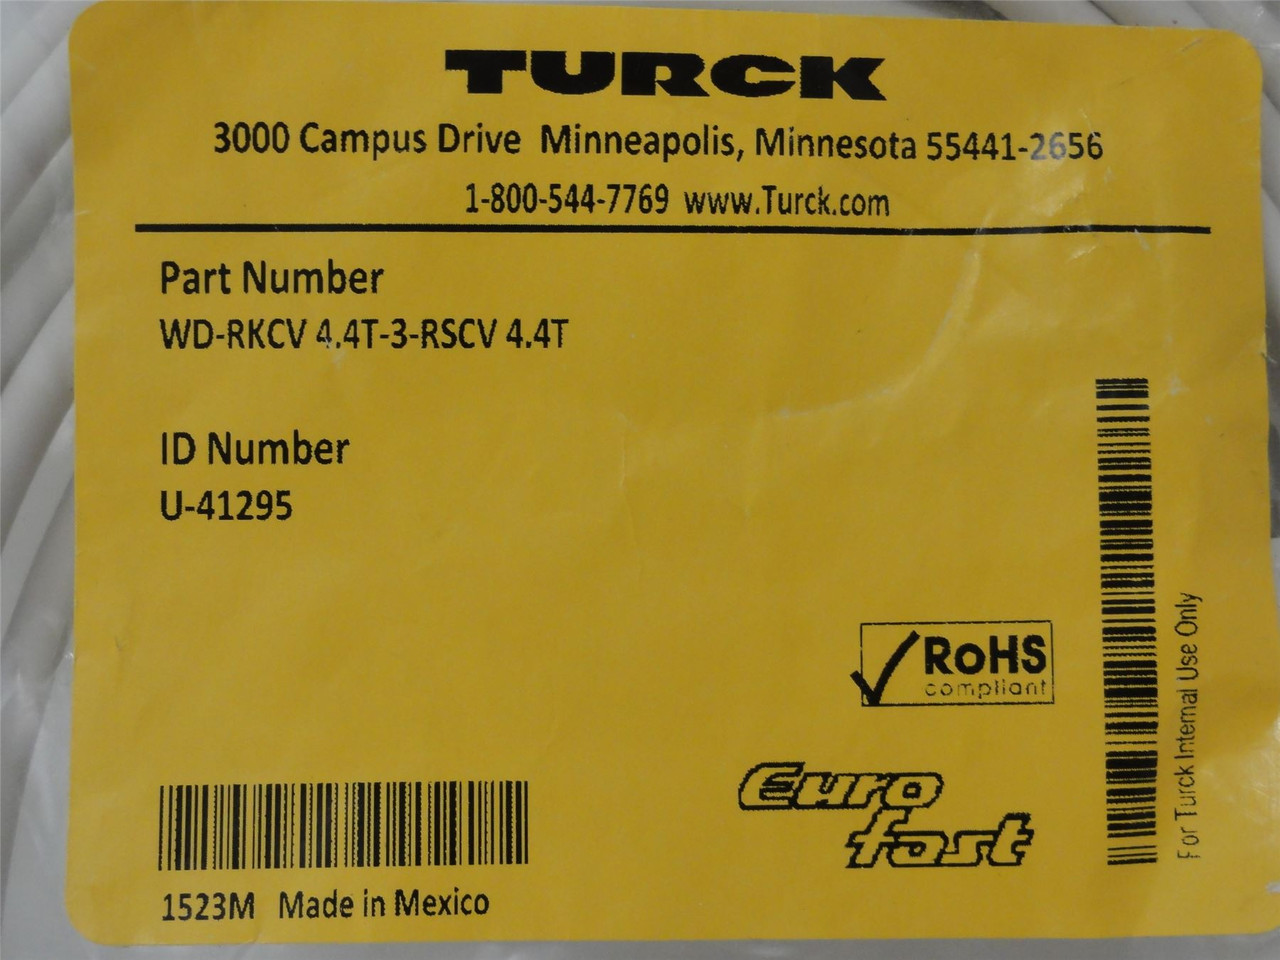 TURCK
3000 Campus Drive Minneapolis, Minnesota 55441-2656
1-800-544-7769 www.Turck.com
Part Number
WD-RKCV 4.4T-3-RSCV 4.4T
ID Number
U-41295
RoHS
compliant
Euro
fast
For Turck Internal Use Only
1523M Made in Mexico